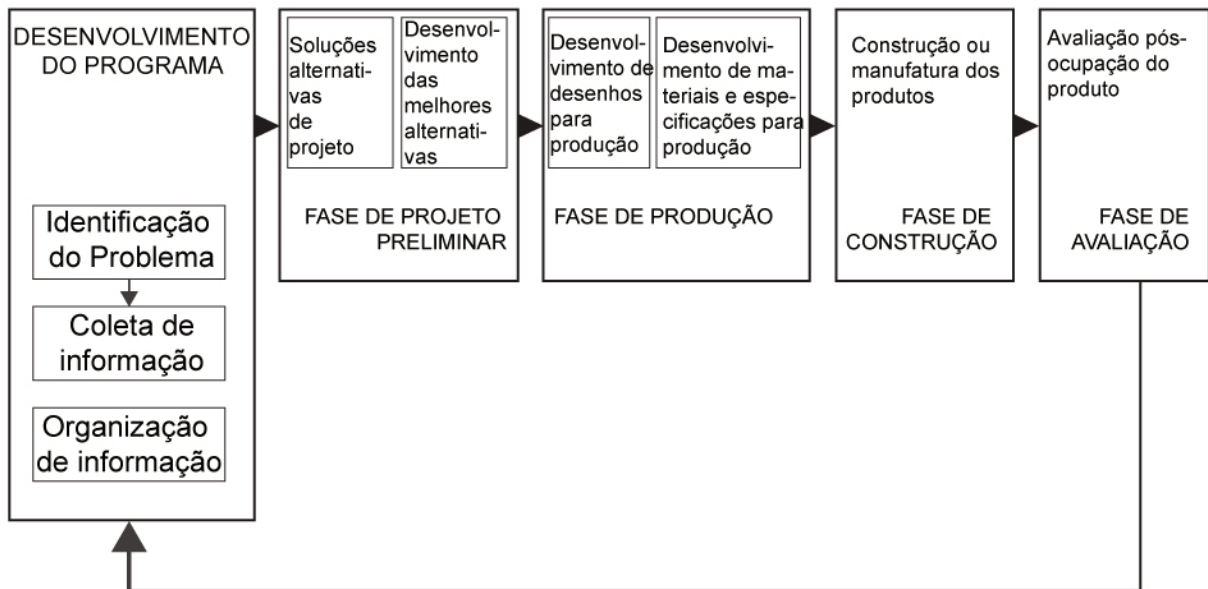 DESENVOLVIMENTO
DO PROGRAMA
Identificação
do Problema
Coleta de
informação
Organização
de informação
Soluções
alternati-
vas
de
projeto
Desenvol-
vimento
das
melhores
alternati-
vas
FASE DE PROJETO
PRELIMINAR
Desenvol-
vimento de
desenhos
para
produção
Desenvolvi-
mento de ma-
teriais e espe-
cificações para
produção
FASE DE PRODUÇÃO
Construção ou
manufatura dos
produtos
FASE DE
CONSTRUÇÃO
Avaliação pós-
ocupação do
produto
FASE DE
AVALIAÇÃO